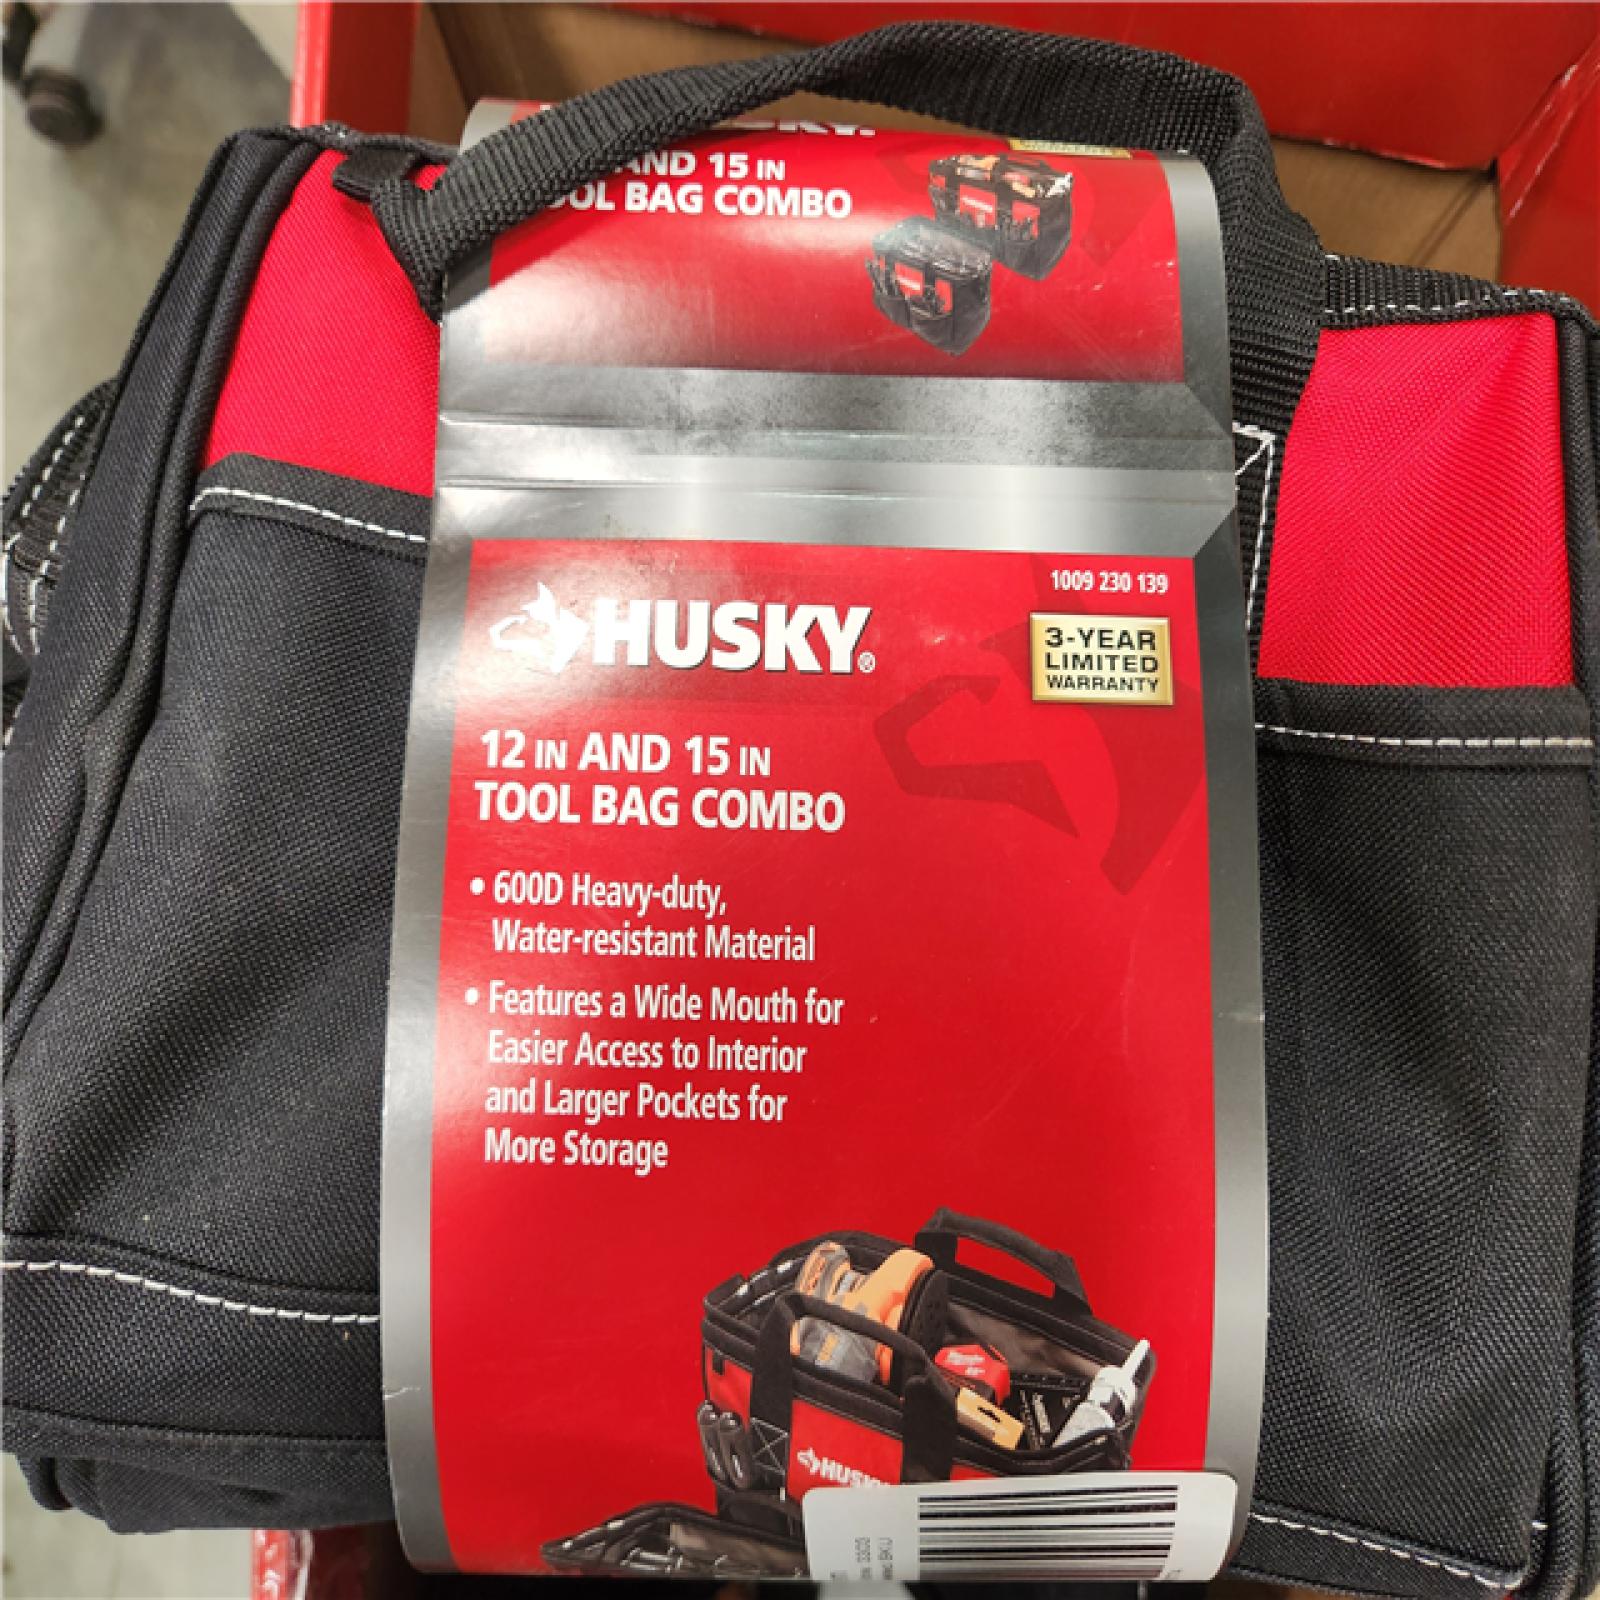 AND 15 IN
OOL BAG COMBO
HUSKY®
1009 230 139
3-YEAR
LIMITED
WARRANTY
12 IN AND 15 IN
TOOL BAG COMBO
• 600D Heavy-duty,
Water-resistant Material
• Features a Wide Mouth for
Easier Access to Interior
and Larger Pockets for
More Storage
HUSKY